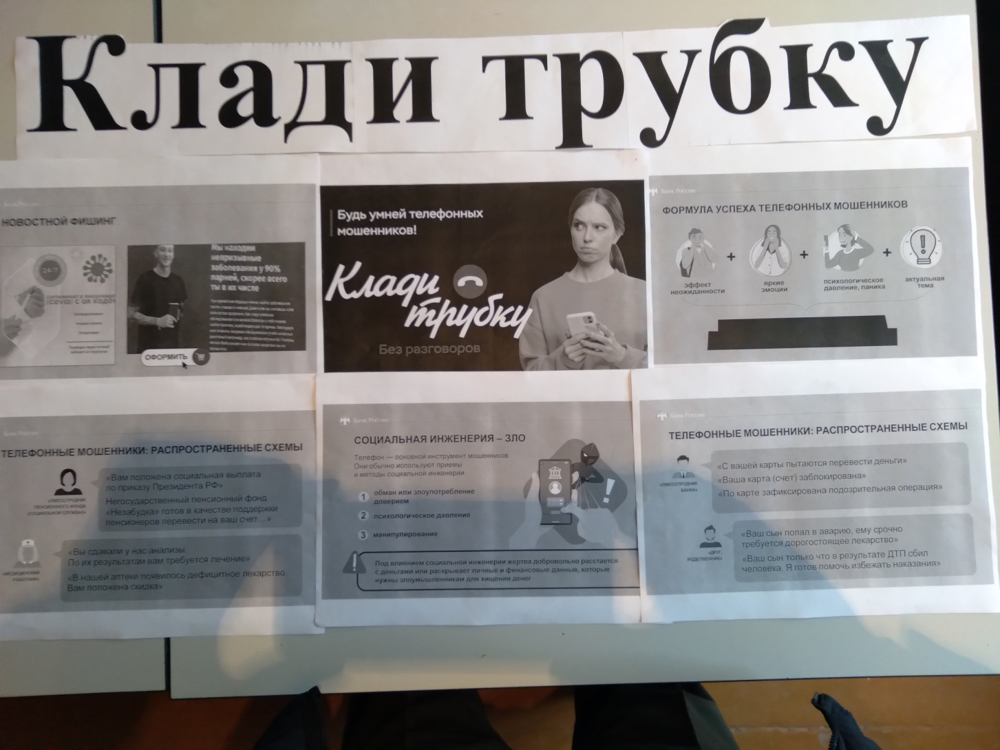 Клади трубку
Банк России
НОВОСТНОЙ ФИШИНГ
24/7
СЕРТИФИКАТ О ВАКЦИНАЦИИ
(COVID) С QR КОДОМ
Мы находим
непризывные
заболевания у 90%
парней, скорее всего
ты в их числе
ОФОРМИТЬ
Будь умней телефонных
мошенников!
Клади
трубку
Без разговоров
Банк России
ФОРМУЛА УСПЕХА ТЕЛЕФОННЫХ МОШЕННИКОВ
эффект
неожиданности
+
яркие
эмоции
+
психологическое
давление, паника
+
актуальная
тема
Банк России
ТЕЛЕФОННЫЕ МОШЕННИКИ: РАСПРОСТРАНЕННЫЕ СХЕМЫ
«ЛЖЕСОТРУДНИК
ПЕНСИОННОГО ФОНДА
(СОЦИАЛЬНОЙ СЛУЖБЫ)»
«Вам положена социальная выплата
по приказу Президента РФ»
Негосударственный пенсионный фонд
«Незабудка» готов в качестве поддержки
пенсионеров перевести на ваш счет... »
«МЕДИЦИНСКИЙ
РАБОТНИК»
«Вы сдавали у нас анализы.
По их результатам вам требуется лечение»
«В нашей аптеке появилось дефицитное лекарство.
Вам положена скидка»
Банк России
СОЦИАЛЬНАЯ ИНЖЕНЕРИЯ – ЗЛО
Телефон — основной инструмент мошенников
Они обычно используют приемы
и методы социальной инженерии
1 обман или злоупотребление
доверием
2 психологическое давление
3 манипулирование
Под влиянием социальной инженерии жертва добровольно расстается
с деньгами или раскрывает личные и финансовые данные, которые
нужны злоумышленникам для хищения денег
Банк России
ТЕЛЕФОННЫЕ МОШЕННИКИ: РАСПРОСТРАНЕННЫЕ СХЕМЫ
«ЛЖЕСОТРУДНИК
БАНКА»
«С вашей карты пытаются перевести деньги»
«Ваша карта (счет) заблокирована»
«По карте зафиксирована подозрительная операция»
«ДРУГ,
РОДСТВЕННИК»
«Ваш сын попал в аварию, ему срочно
требуется дорогостоящее лекарство»
«Ваш сын только что в результате ДТП сбил
человека. Я готов помочь избежать наказания»